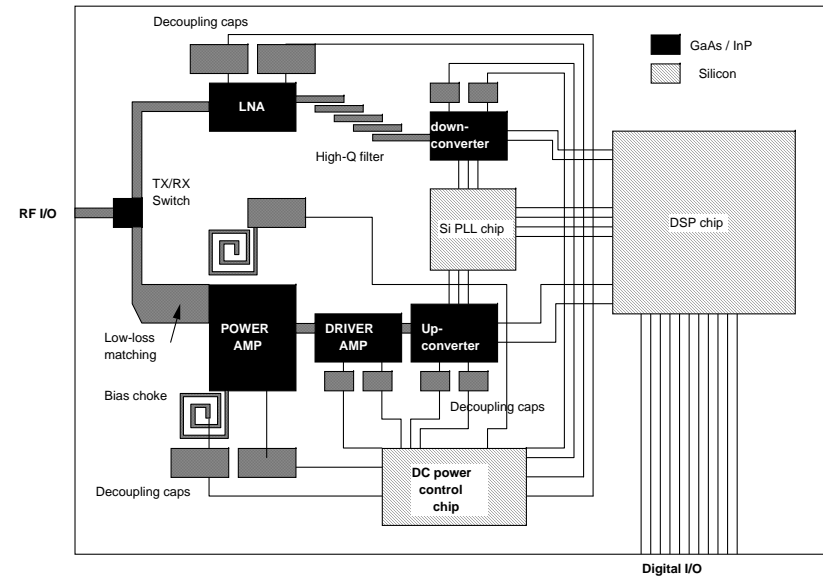 Decoupling caps
GaAs / InP
Silicon
LNA
down-
converter
High-Q filter
TX/RX
Switch
RF I/O
Si PLL chip
DSP chip
Low-loss
matching
POWER
AMP
DRIVER
AMP
Up-
converter
Bias choke
Decoupling caps
Decoupling caps
DC power
control
chip
Digital I/O